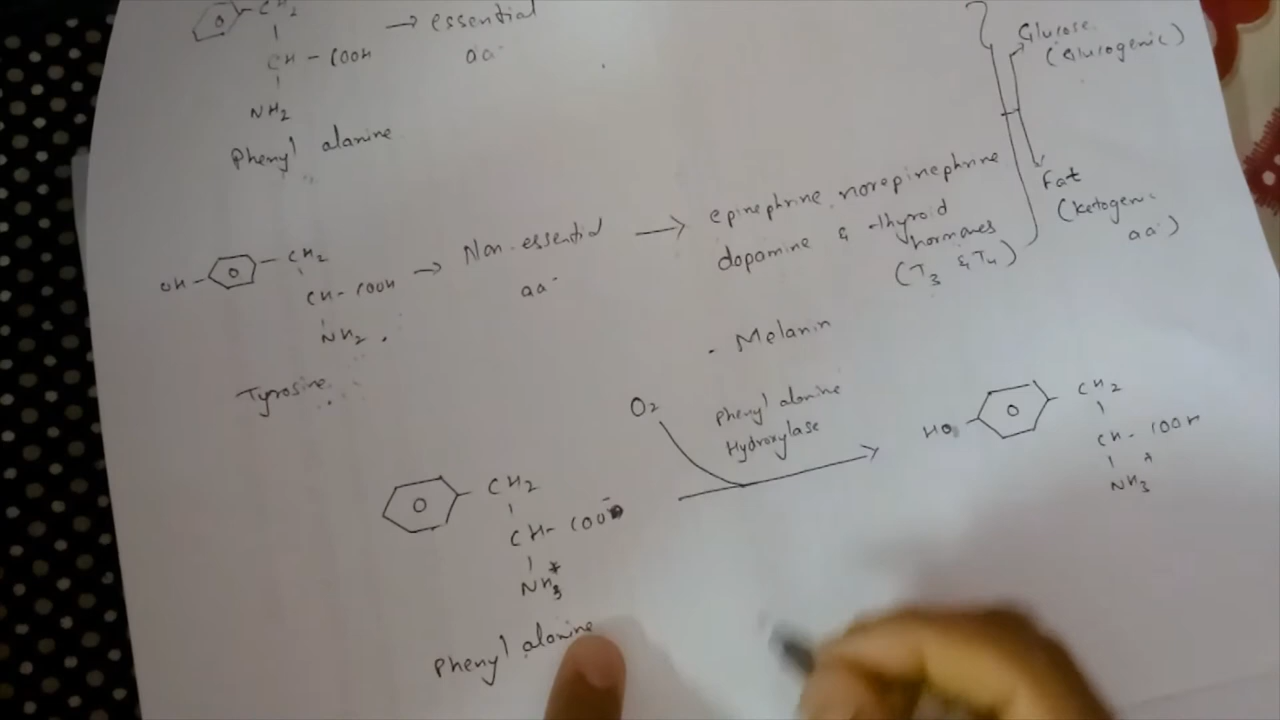 CH2 → essential
CH - COOH aa
NH2
Phenyl alanine
Glucose
(Glucogenic)
Fat
(Ketogenic
aa)
OH - CH2 → Non-essential → epinephrine, norepinephrine
CH - COOH aa dopamine & thyroid
NH2 hormones
(T3 & T4)
Tyrosine
- Melanin
O2 Phenyl alanine
Hydroxylase
CH2
CH - COO-
NH3+
Phenyl alanine
HO CH2
CH - COOH
NH3+